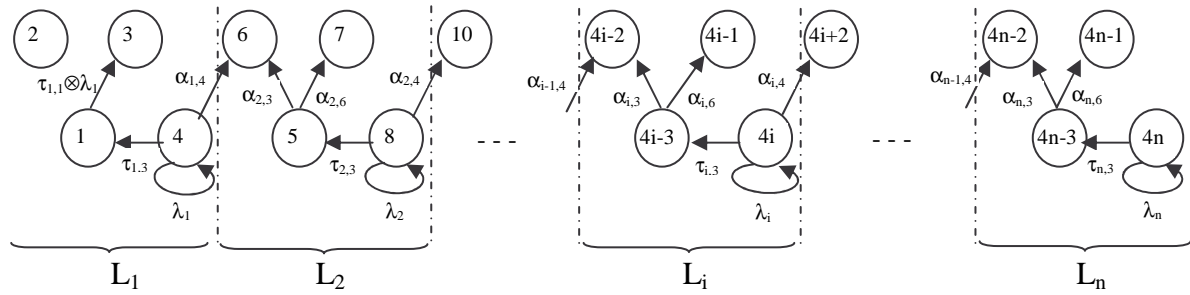 2 3 6 7 10 4i-2 4i-1 4i+2 4n-2 4n-1
τ1,1⊗λ1 α1,4 α2,3 α2,6 α2,4 αi-1,4 αi,3 αi,6 αi,4 αn-1,4 αn,3 αn,6
1 4 5 8 - - - 4i-3 4i - - - 4n-3 4n
τ1.3 τ2,3 τi.3 τn,3
λ1 λ2 λi λn
L1 L2 Li Ln